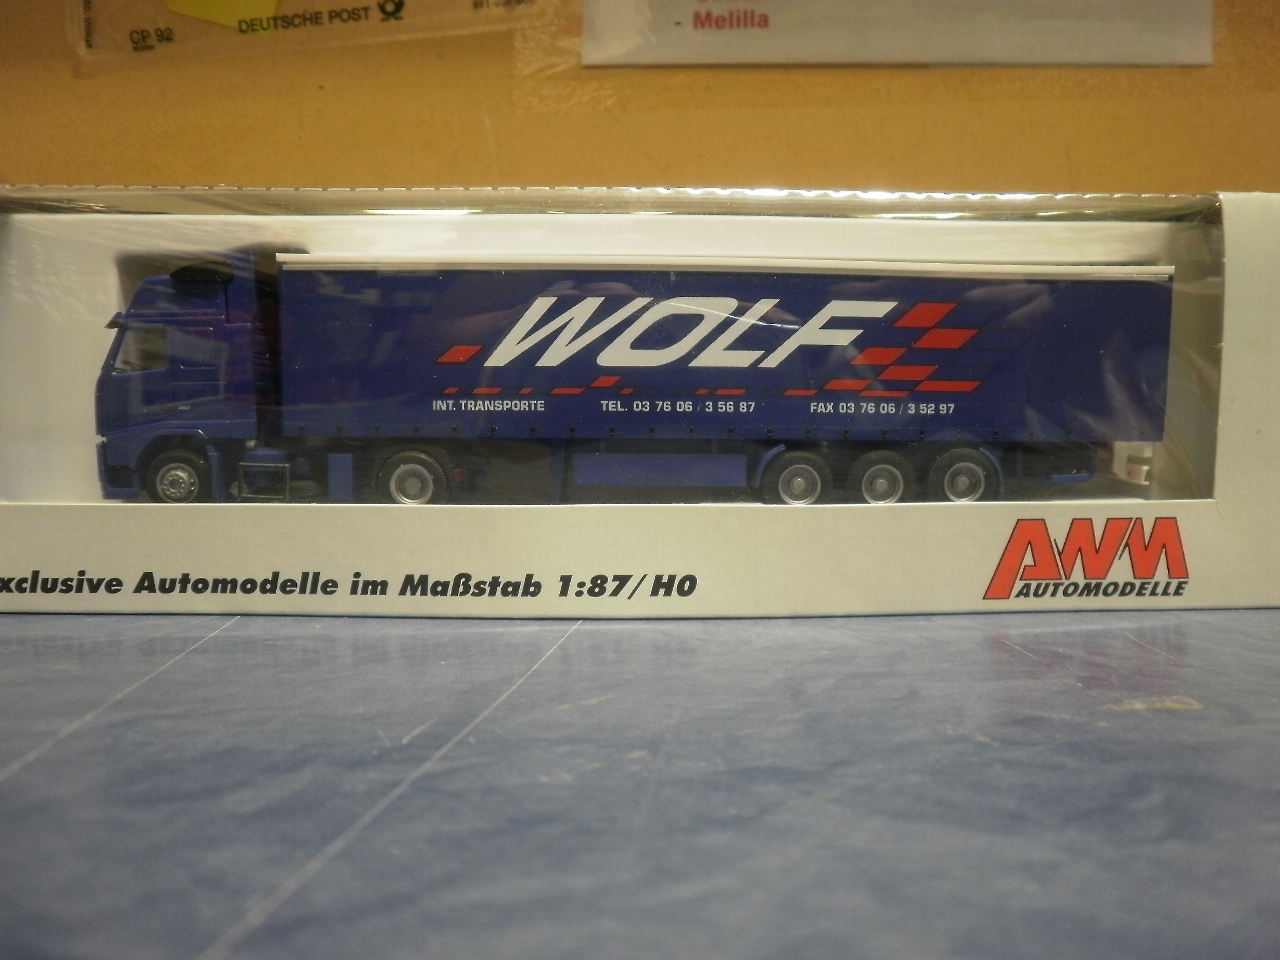 DEUTSCHE POST
CP 92
- Melilla
WOLF
INT. TRANSPORTE TEL. 03 76 06 / 3 56 87 FAX 03 76 06 / 3 52 97
AWM
AUTOMODELLE
xclusive Automodelle im Maßstab 1:87/H0